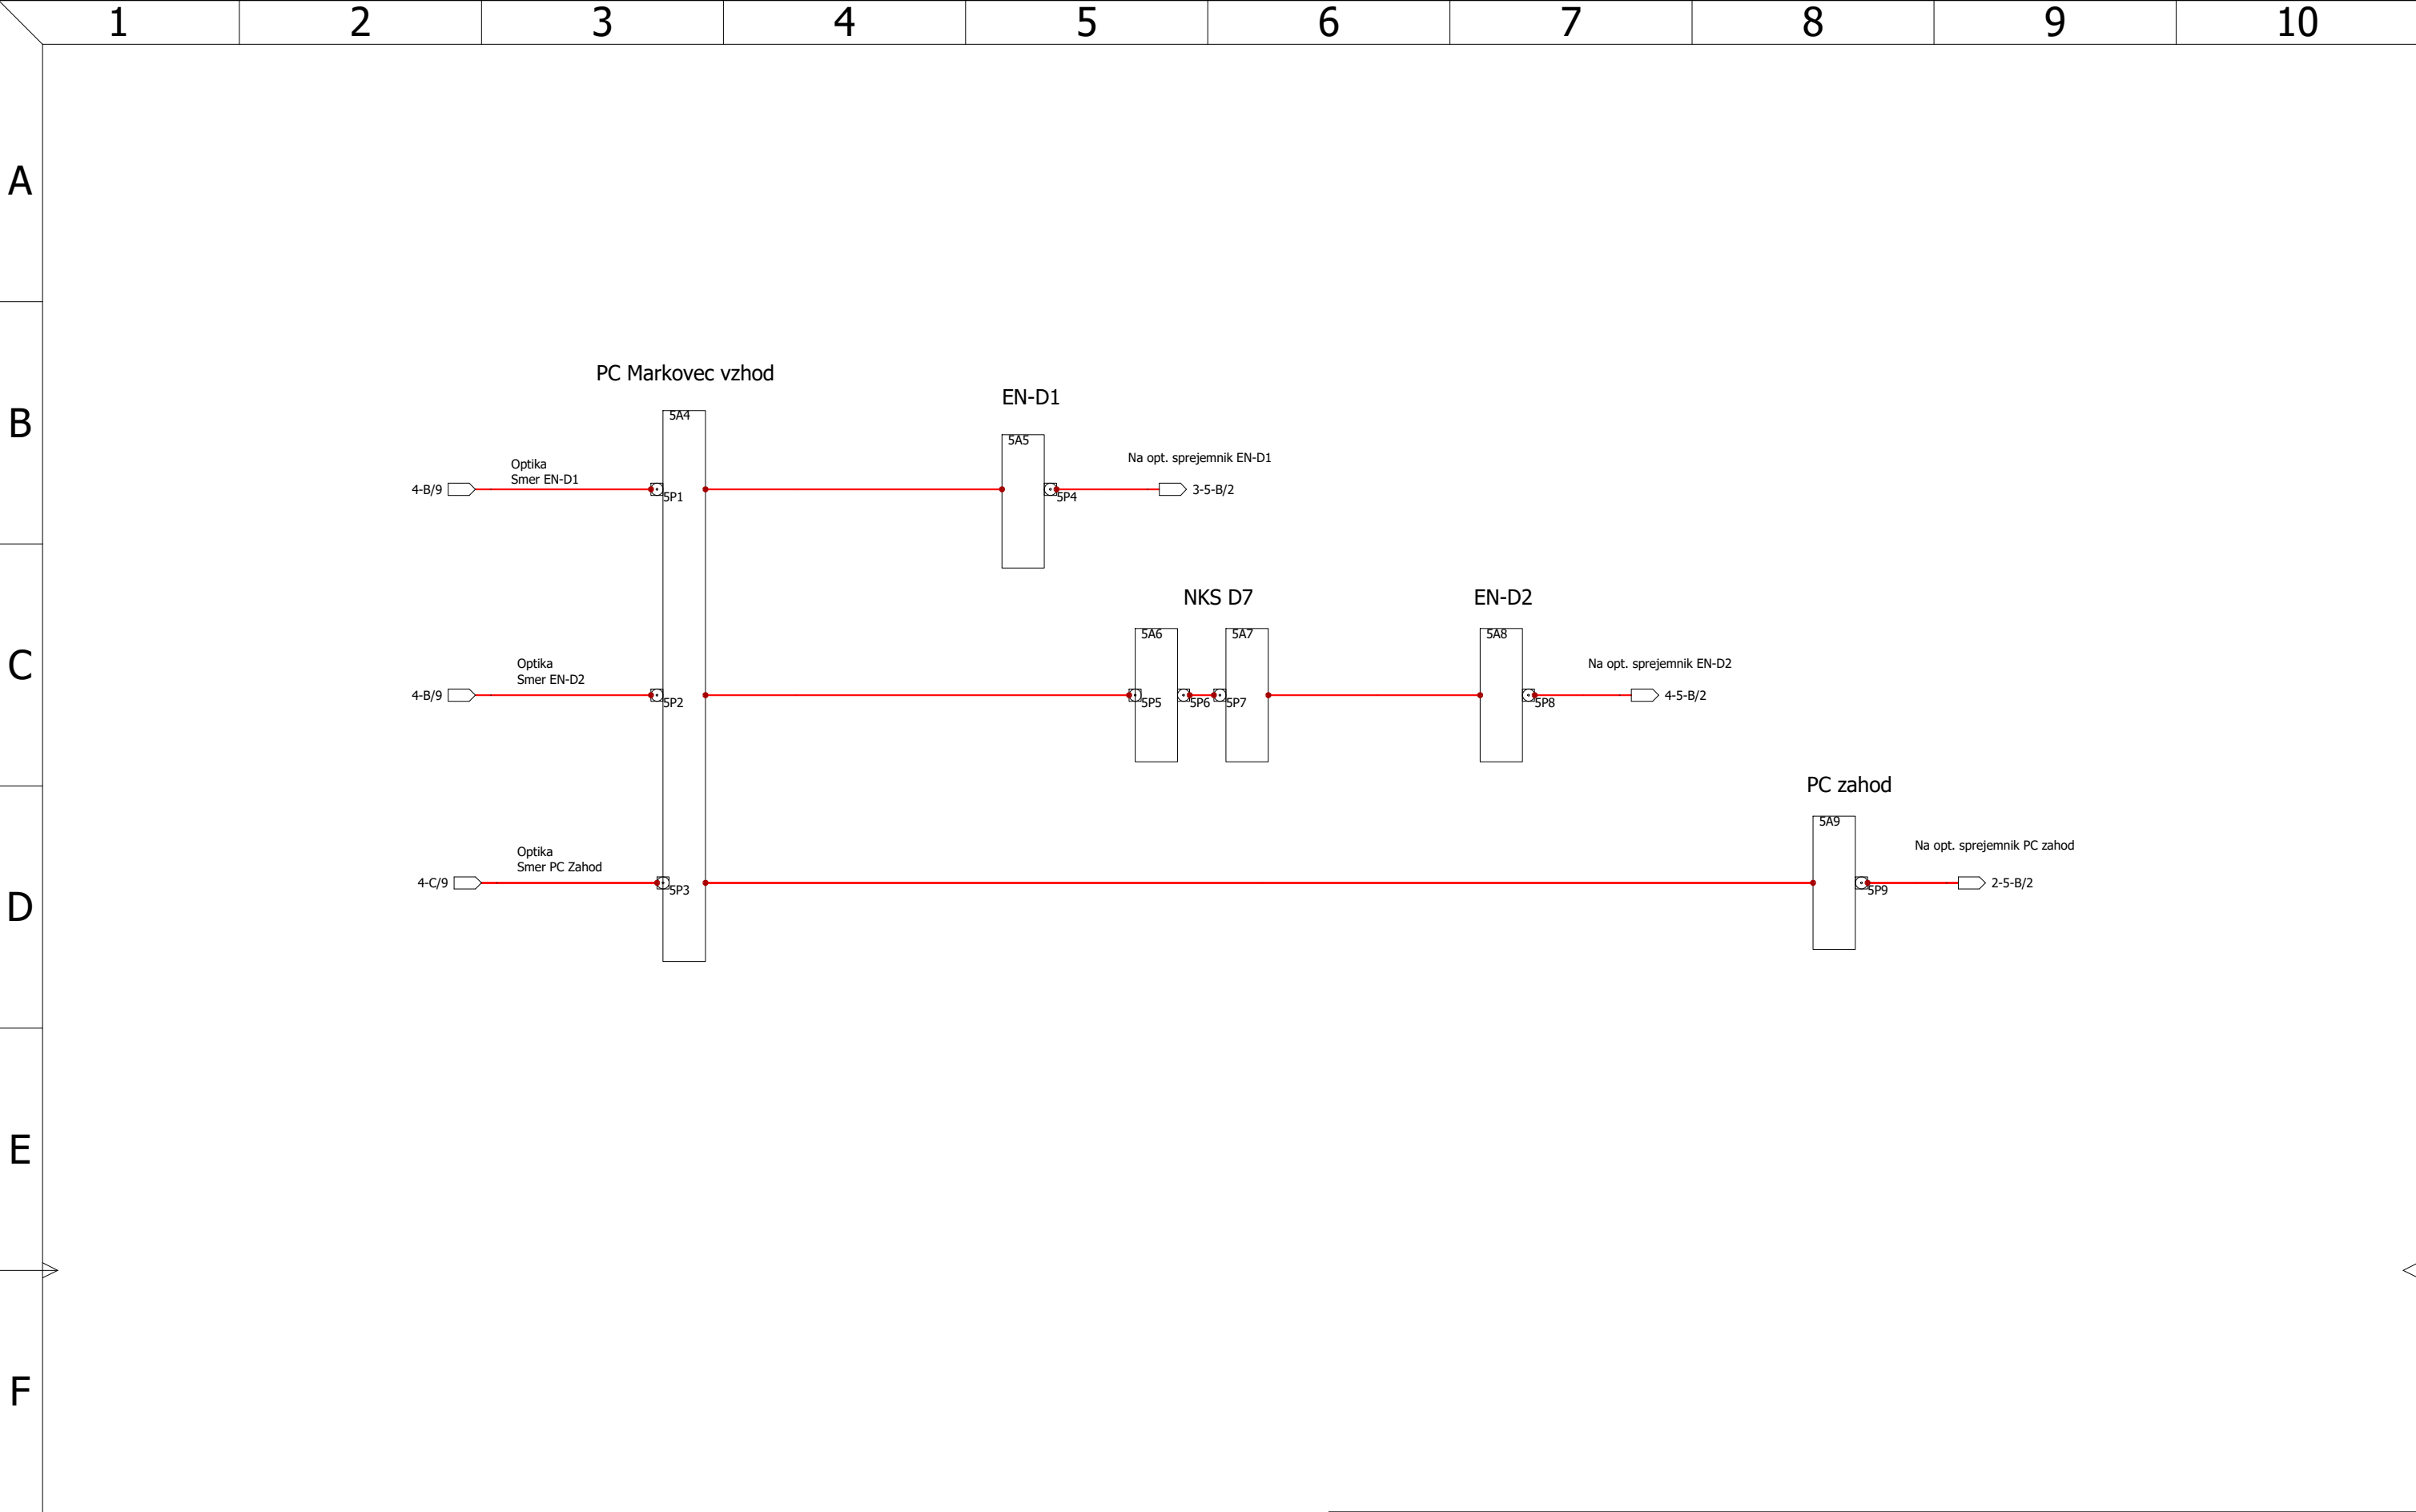 1 2 3 4 5 6 7 8 9 10
A
B
PC Markovec vzhod
EN-D1
5A4
5A5
Optika
Smer EN-D1
Na opt. sprejemnik EN-D1
4-B/9
5P1
5P4
3-5-B/2
C
NKS D7
EN-D2
5A6
5A7
5A8
Optika
Smer EN-D2
Na opt. sprejemnik EN-D2
4-B/9
5P2
5P5
5P6
5P7
5P8
4-5-B/2
D
PC zahod
5A9
Optika
Smer PC Zahod
Na opt. sprejemnik PC zahod
4-C/9
5P3
5P9
2-5-B/2
E
F